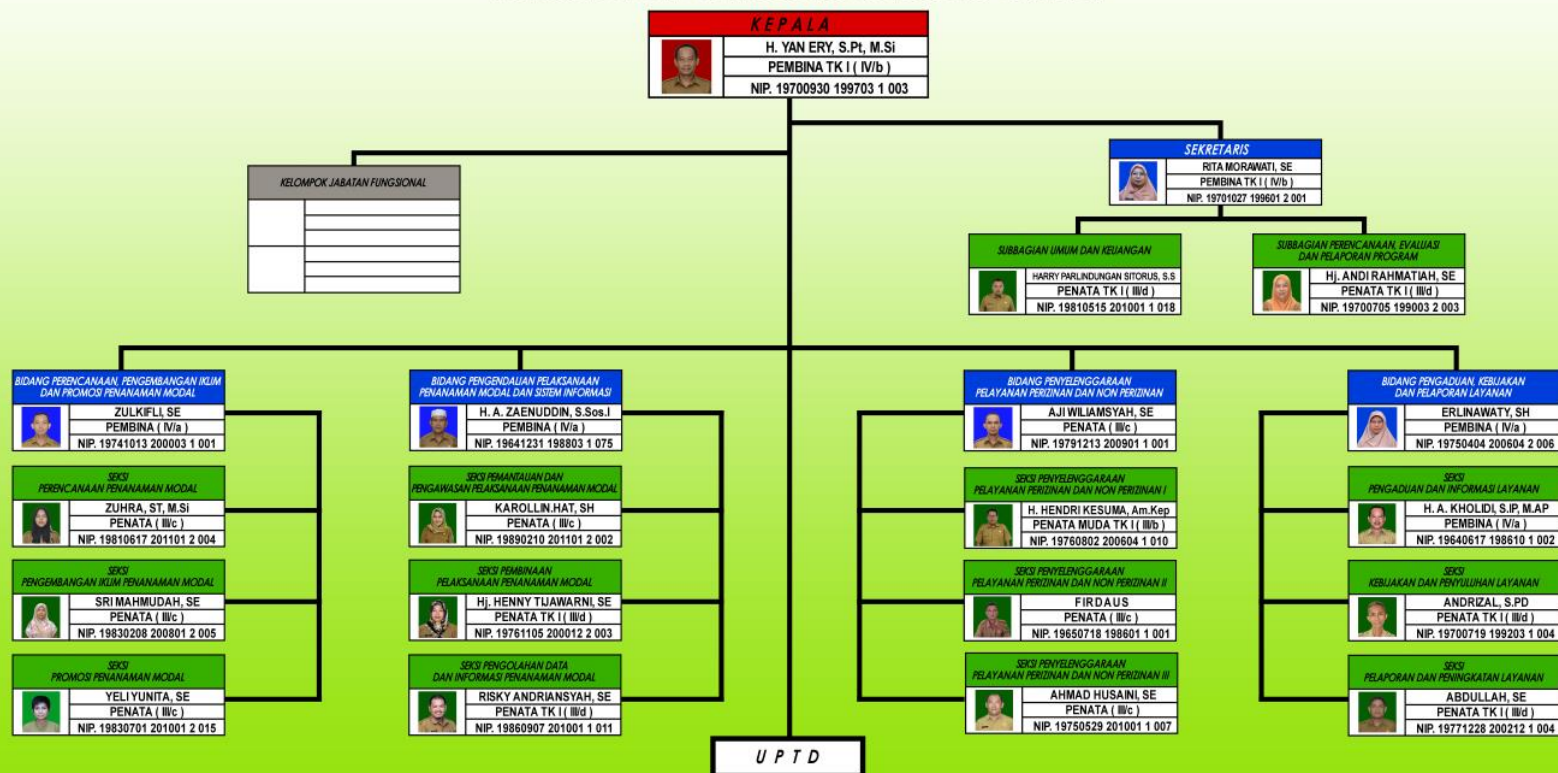 KEPALA
H. YAN ERY, S.Pt, M.Si
PEMBINA TK I ( IV/b )
NIP. 19700930 199703 1 003
KELOMPOK JABATAN FUNGSIONAL
SEKRETARIS
RITA MORAWATI, SE
PEMBINA TK I ( IV/b )
NIP. 19701027 199601 2 001
SUBBAGIAN UMUM DAN KEUANGAN
HARRY PARLINDUNGAN SITORUS, S.S
PENATA TK I ( III/d )
NIP. 19810515 201001 1 018
SUBBAGIAN PERENCANAAN, EVALUASI
DAN PELAPORAN PROGRAM
Hj. ANDI RAHMATIAH, SE
PENATA TK I ( III/d )
NIP. 19700705 199003 2 003
BIDANG PERENCANAAN, PENGEMBANGAN IKLIM
DAN PROMOSI PENANAMAN MODAL
ZULKIFLI, SE
PEMBINA ( IV/a )
NIP. 19741013 200003 1 001
SEKSI
PERENCANAAN PENANAMAN MODAL
ZUHRA, ST, M.Si
PENATA ( III/c )
NIP. 19810617 201101 2 004
SEKSI
PENGEMBANGAN IKLIM PENANAMAN MODAL
SRI MAHMUDAH, SE
PENATA ( III/c )
NIP. 19830208 200801 2 005
SEKSI
PROMOSI PENANAMAN MODAL
YELI YUNITA, SE
PENATA ( III/c )
NIP. 19830701 201001 2 015
BIDANG PENGENDALIAN PELAKSANAAN
PENANAMAN MODAL DAN SISTEM INFORMASI
H. A. ZAENUDDIN, S.Sos.I
PEMBINA ( IV/a )
NIP. 19641231 198803 1 075
SEKSI PEMANTAUAN DAN
PENGAWASAN PELAKSANAAN PENANAMAN MODAL
KAROLLIN.HAT, SH
PENATA ( III/c )
NIP. 19890210 201101 2 002
SEKSI PEMBINAAN
PELAKSANAAN PENANAMAN MODAL
Hj. HENNY TIJAWARNI, SE
PENATA TK I ( III/d )
NIP. 19761105 200012 2 003
SEKSI PENGOLAHAN DATA
DAN INFORMASI PENANAMAN MODAL
RISKY ANDRIANSYAH, SE
PENATA TK I ( III/d )
NIP. 19860907 201001 1 011
BIDANG PENYELENGGARAAN
PELAYANAN PERIZINAN DAN NON PERIZINAN
AJI WILIAMSYAH, SE
PENATA ( III/c )
NIP. 19791213 200901 1 001
SEKSI PENYELENGGARAAN
PELAYANAN PERIZINAN DAN NON PERIZINAN I
H. HENDRI KESUMA, Am.Kep
PENATA MUDA TK I ( III/b )
NIP. 19760802 200604 1 010
SEKSI PENYELENGGARAAN
PELAYANAN PERIZINAN DAN NON PERIZINAN II
FIRDAUS
PENATA ( III/c )
NIP. 19650718 198601 1 001
SEKSI PENYELENGGARAAN
PELAYANAN PERIZINAN DAN NON PERIZINAN III
AHMAD HUSAINI, SE
PENATA ( III/c )
NIP. 19750529 201001 1 007
BIDANG PENGADUAN, KEBIJAKAN
DAN PELAPORAN LAYANAN
ERLINAWATY, SH
PEMBINA ( IV/a )
NIP. 19750404 200604 2 006
SEKSI
PENGADUAN DAN INFORMASI LAYANAN
H. A. KHOLIDI, S.IP, M.AP
PEMBINA ( IV/a )
NIP. 19640617 198610 1 002
SEKSI
KEBIJAKAN DAN PENYULUHAN LAYANAN
ANDRIZAL, S.PD
PENATA TK I ( III/d )
NIP. 19700719 199203 1 004
SEKSI
PELAPORAN DAN PENINGKATAN LAYANAN
ABDULLAH, SE
PENATA TK I ( III/d )
NIP. 19771228 200212 1 004
UPTD